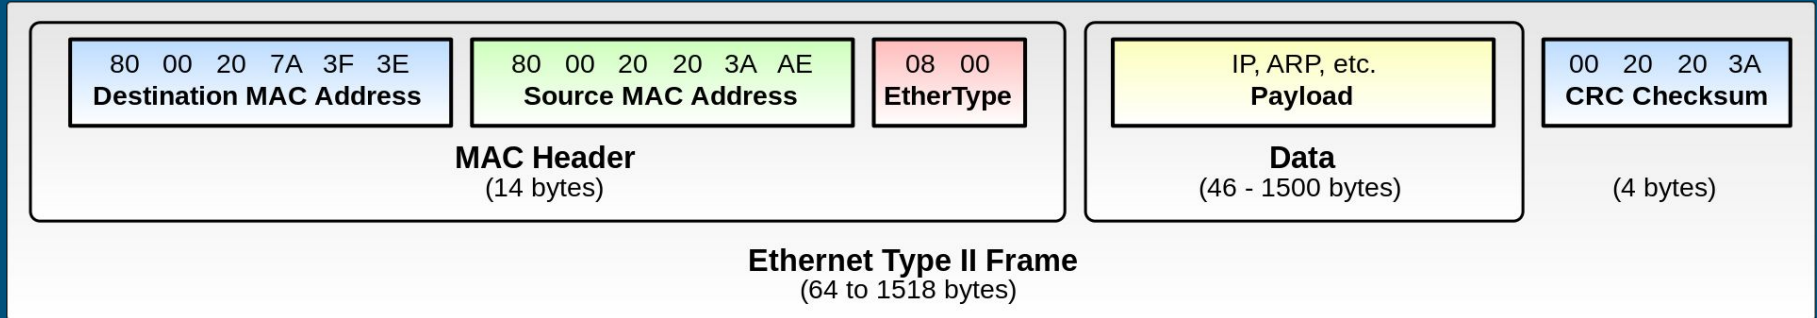 80 00 20 7A 3F 3E
Destination MAC Address
80 00 20 20 3A AE
Source MAC Address
08 00
EtherType
MAC Header
(14 bytes)
IP, ARP, etc.
Payload
Data
(46 - 1500 bytes)
00 20 20 3A
CRC Checksum
(4 bytes)
Ethernet Type II Frame
(64 to 1518 bytes)